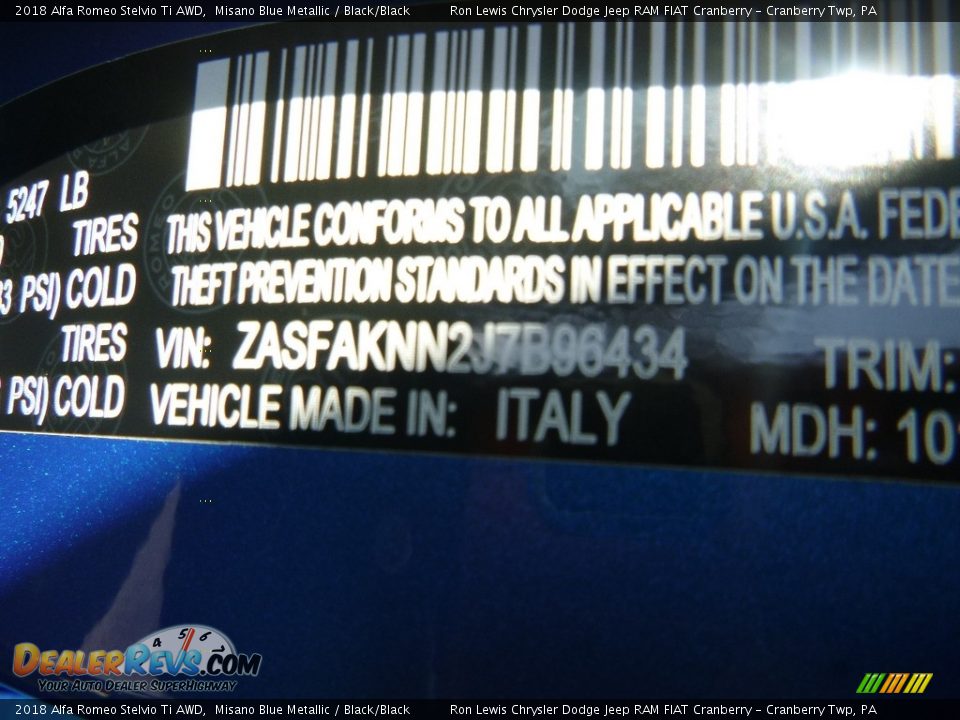 2018 Alfa Romeo Stelvio Ti AWD, Misano Blue Metallic / Black/Black Ron Lewis Chrysler Dodge Jeep RAM FIAT Cranberry – Cranberry Twp, PA
5247 LB
TIRES THIS VEHICLE CONFORMS TO ALL APPLICABLE U.S.A. FEDE
PSI) COLD THEFT PREVENTION STANDARDS IN EFFECT ON THE DATE
TIRES VIN: ZASFAKNN2J7B96434 TRIM:
PSI) COLD VEHICLE MADE IN: ITALY MDH: 10
4 5 6
DEALERREVS.COM
YOUR AUTO DEALER SUPERHIGHWAY
2018 Alfa Romeo Stelvio Ti AWD, Misano Blue Metallic / Black/Black Ron Lewis Chrysler Dodge Jeep RAM FIAT Cranberry – Cranberry Twp, PA